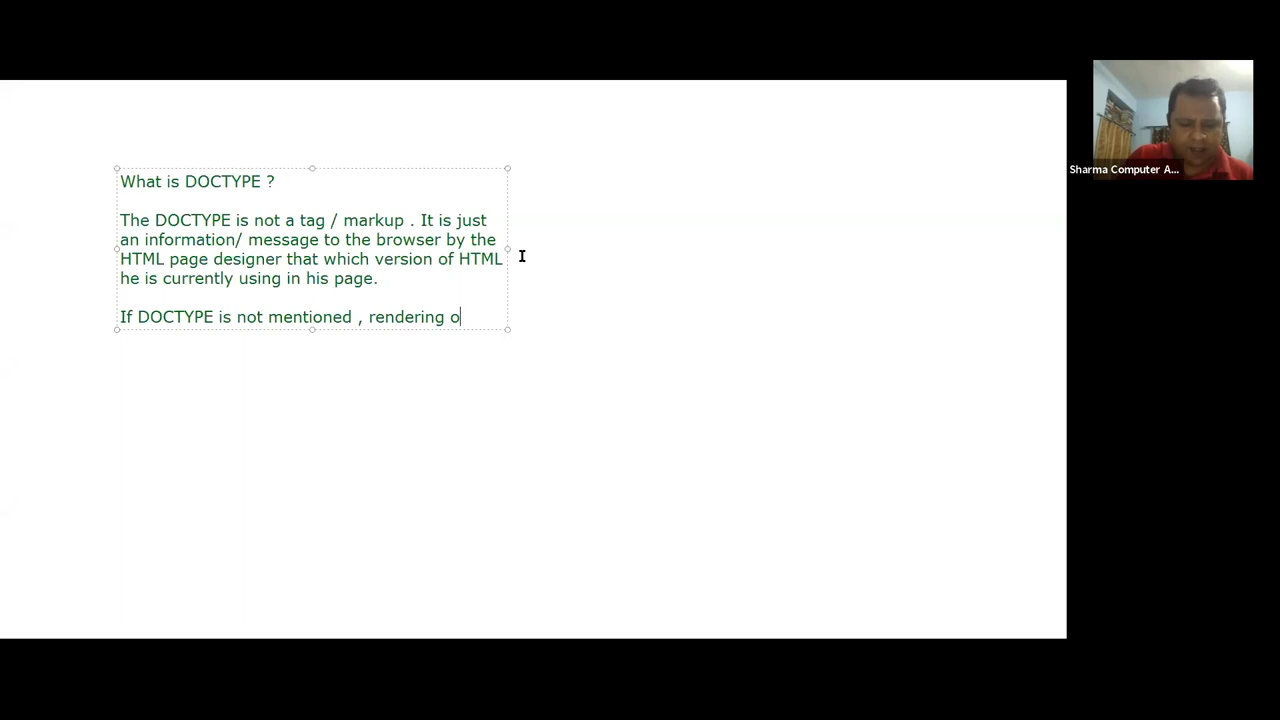 What is DOCTYPE ?
The DOCTYPE is not a tag / markup . It is just
an information/ message to the browser by the
HTML page designer that which version of HTML
he is currently using in his page.
If DOCTYPE is not mentioned , rendering o
Sharma Computer A...